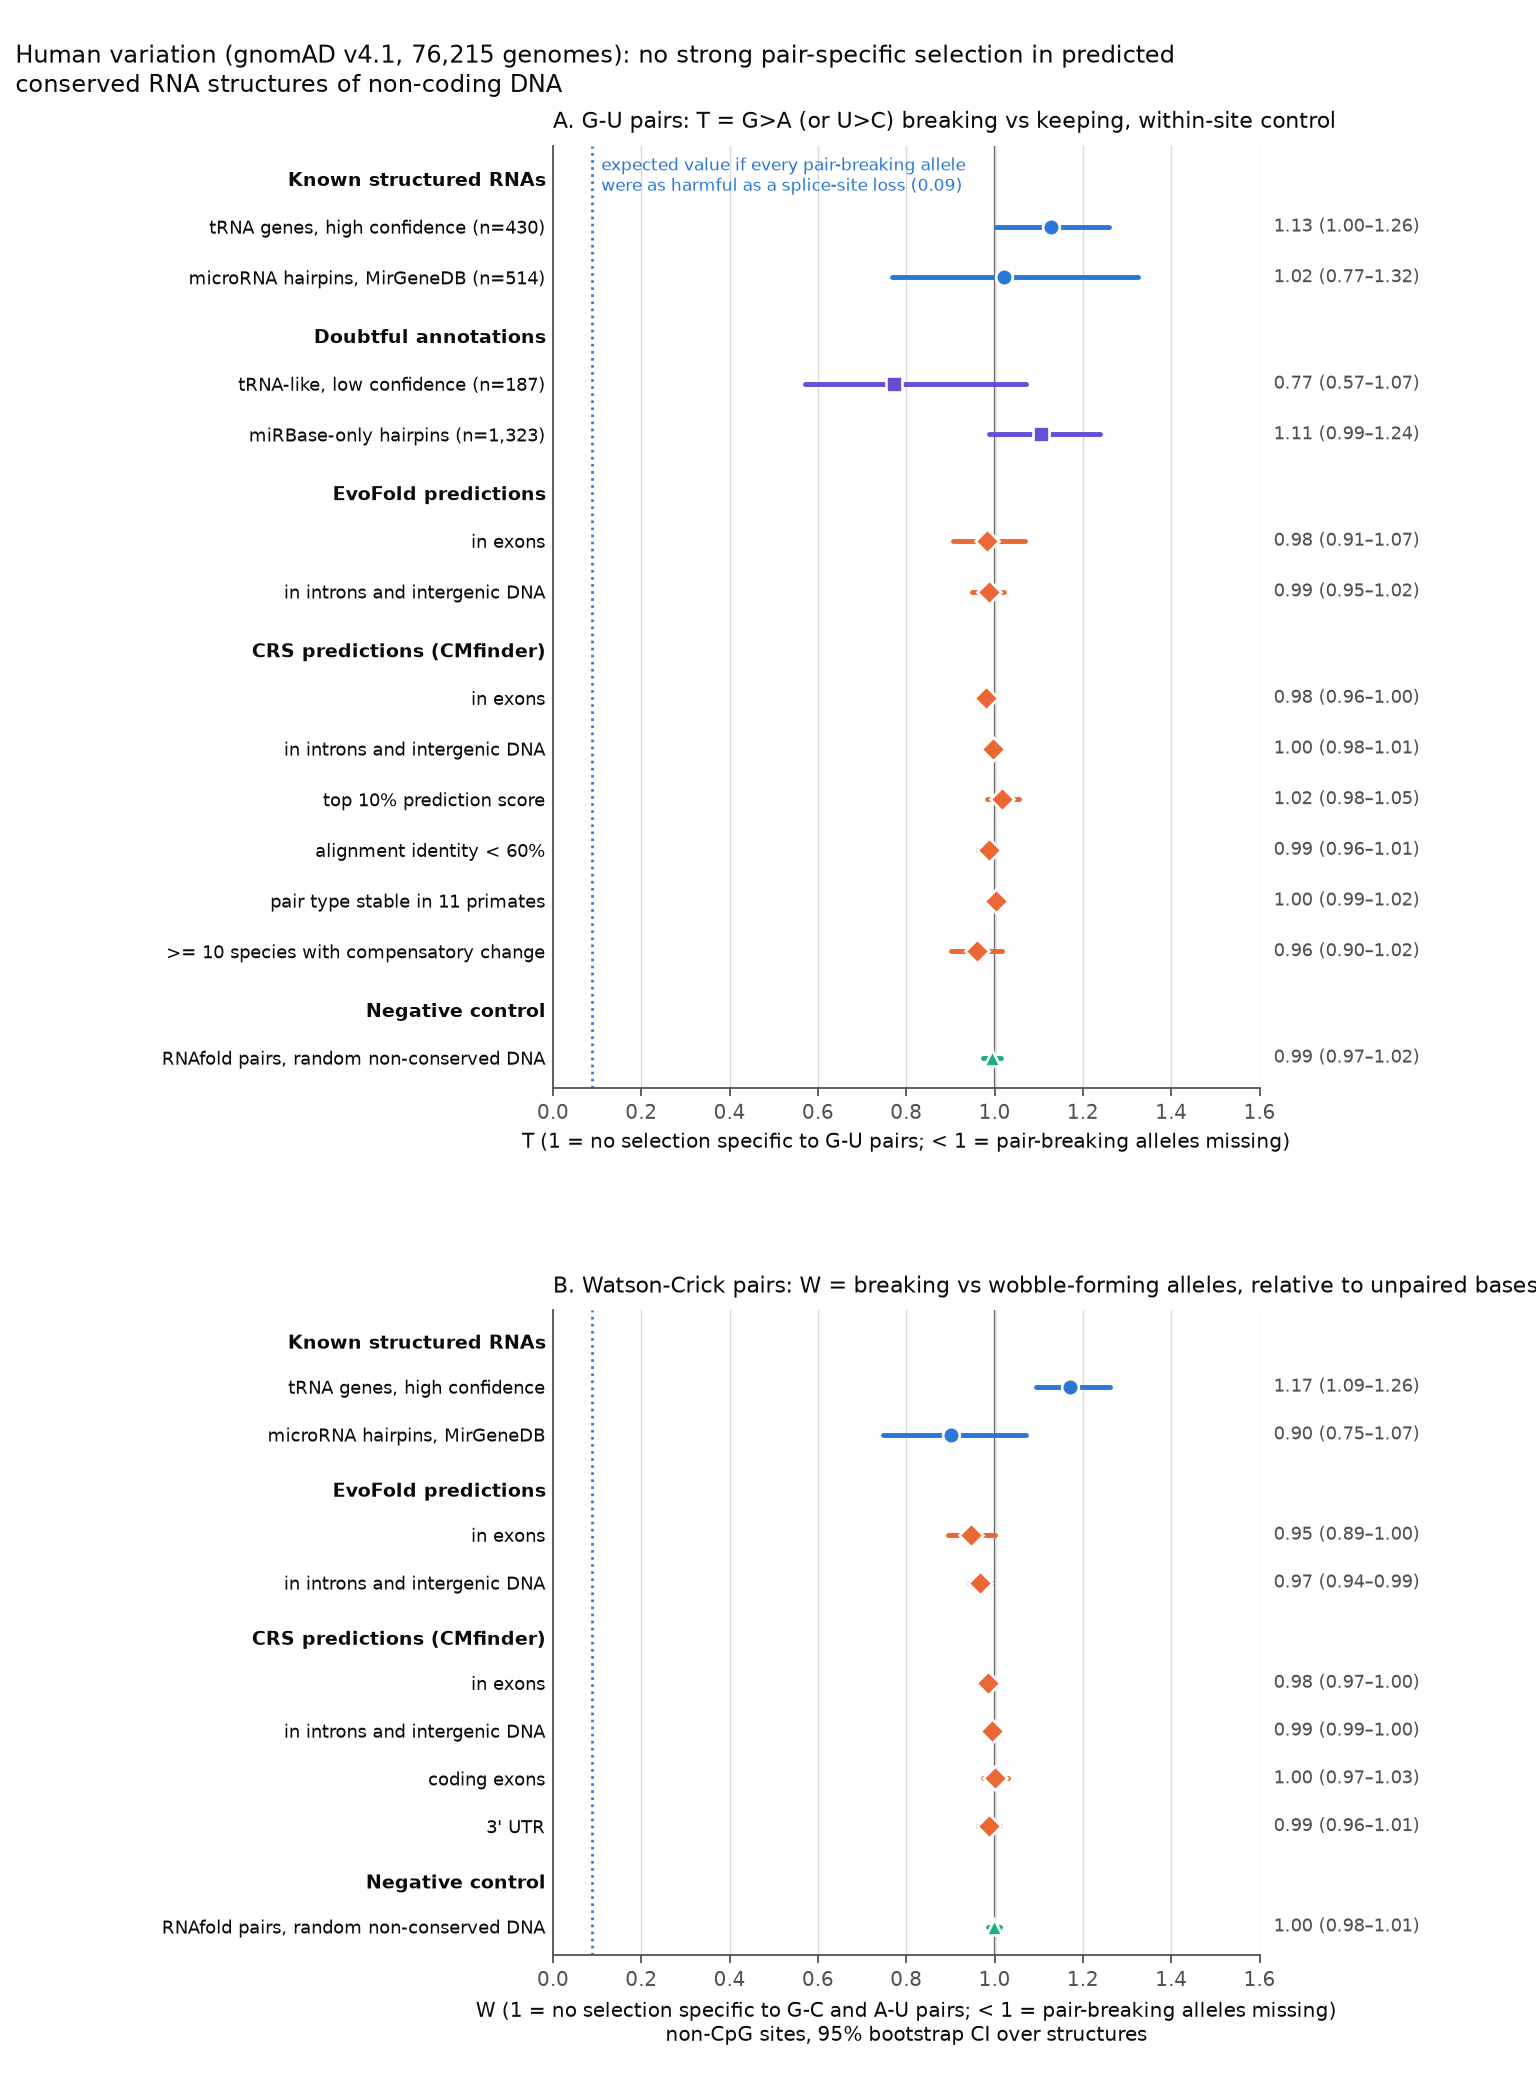 Human variation (gnomAD v4.1, 76,215 genomes): no strong pair-specific selection in predicted
conserved RNA structures of non-coding DNA
A. G-U pairs: T = G>A (or U>C) breaking vs keeping, within-site control
expected value if every pair-breaking allele
were as harmful as a splice-site loss (0.09)
Known structured RNAs
tRNA genes, high confidence (n=430) 1.13 (1.00–1.26)
microRNA hairpins, MirGeneDB (n=514) 1.02 (0.77–1.32)
Doubtful annotations
tRNA-like, low confidence (n=187) 0.77 (0.57–1.07)
miRBase-only hairpins (n=1,323) 1.11 (0.99–1.24)
EvoFold predictions
in exons 0.98 (0.91–1.07)
in introns and intergenic DNA 0.99 (0.95–1.02)
CRS predictions (CMfinder)
in exons 0.98 (0.96–1.00)
in introns and intergenic DNA 1.00 (0.98–1.01)
top 10% prediction score 1.02 (0.98–1.05)
alignment identity < 60% 0.99 (0.96–1.01)
pair type stable in 11 primates 1.00 (0.99–1.02)
>= 10 species with compensatory change 0.96 (0.90–1.02)
Negative control
RNAfold pairs, random non-conserved DNA 0.99 (0.97–1.02)
0.0 0.2 0.4 0.6 0.8 1.0 1.2 1.4 1.6
T (1 = no selection specific to G-U pairs; < 1 = pair-breaking alleles missing)
B. Watson-Crick pairs: W = breaking vs wobble-forming alleles, relative to unpaired bases
Known structured RNAs
tRNA genes, high confidence 1.17 (1.09–1.26)
microRNA hairpins, MirGeneDB 0.90 (0.75–1.07)
EvoFold predictions
in exons 0.95 (0.89–1.00)
in introns and intergenic DNA 0.97 (0.94–0.99)
CRS predictions (CMfinder)
in exons 0.98 (0.97–1.00)
in introns and intergenic DNA 0.99 (0.99–1.00)
coding exons 1.00 (0.97–1.03)
3' UTR 0.99 (0.96–1.01)
Negative control
RNAfold pairs, random non-conserved DNA 1.00 (0.98–1.01)
0.0 0.2 0.4 0.6 0.8 1.0 1.2 1.4 1.6
W (1 = no selection specific to G-C and A-U pairs; < 1 = pair-breaking alleles missing)
non-CpG sites, 95% bootstrap CI over structures